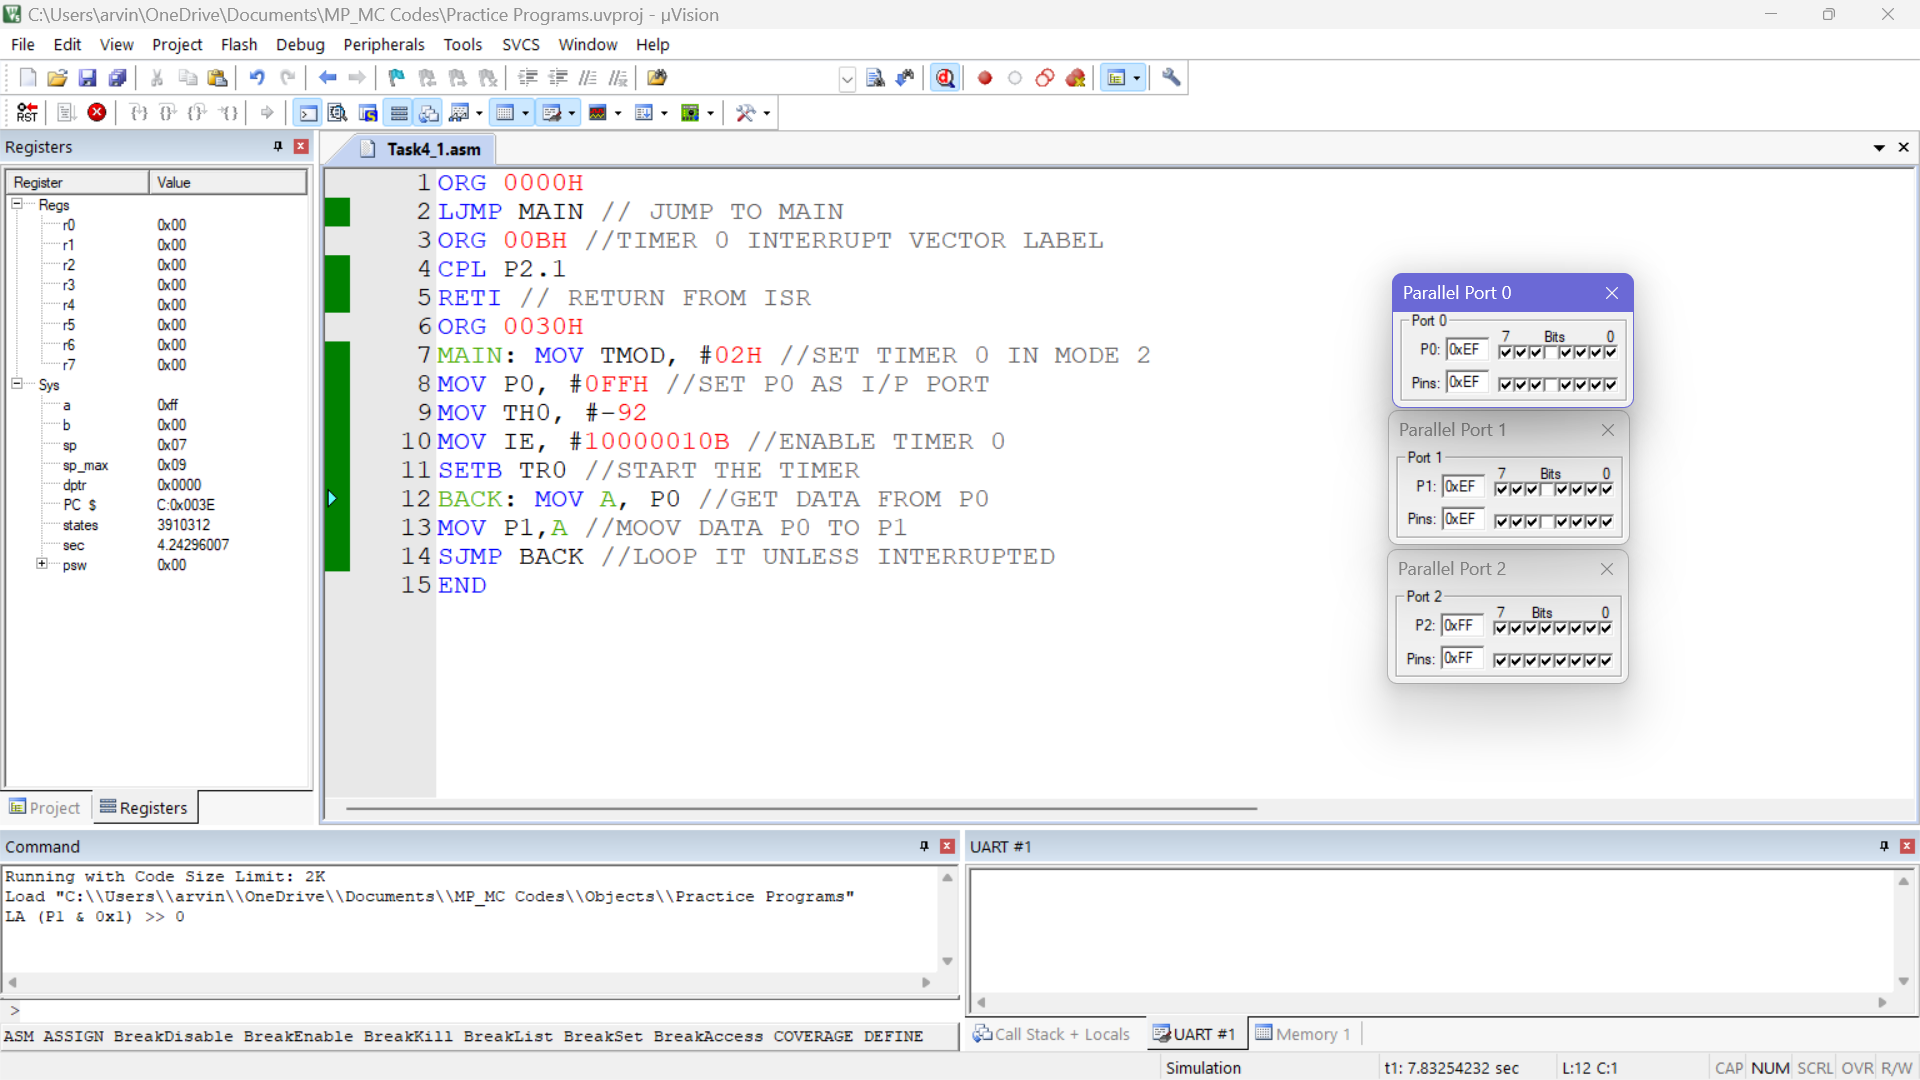 C:\Users\arvin\OneDrive\Documents\MP_MC Codes\Practice Programs.uvproj - µVision
File Edit View Project Flash Debug Peripherals Tools SVCS Window Help
RST
Registers
Register Value
Regs
r0 0x00
r1 0x00
r2 0x00
r3 0x00
r4 0x00
r5 0x00
r6 0x00
r7 0x00
Sys
a 0xff
b 0x00
sp 0x07
sp_max 0x09
dptr 0x0000
PC $ C:0x003E
states 3910312
sec 4.24296007
psw 0x00
Project Registers
Task4_1.asm
1 ORG 0000H
2 LJMP MAIN // JUMP TO MAIN
3 ORG 00BH //TIMER 0 INTERRUPT VECTOR LABEL
4 CPL P2.1
5 RETI // RETURN FROM ISR
6 ORG 0030H
7 MAIN: MOV TMOD, #02H //SET TIMER 0 IN MODE 2
8 MOV P0, #0FFH //SET P0 AS I/P PORT
9 MOV TH0, #-92
10 MOV IE, #10000010B //ENABLE TIMER 0
11 SETB TR0 //START THE TIMER
12 BACK: MOV A, P0 //GET DATA FROM P0
13 MOV P1,A //MOOV DATA P0 TO P1
14 SJMP BACK //LOOP IT UNLESS INTERRUPTED
15 END
Parallel Port 0
Port 0
7 Bits 0
P0: 0xEF
Pins: 0xEF
Parallel Port 1
Port 1
7 Bits 0
P1: 0xEF
Pins: 0xEF
Parallel Port 2
Port 2
7 Bits 0
P2: 0xFF
Pins: 0xFF
Command
Running with Code Size Limit: 2K
Load "C:\\Users\\arvin\\OneDrive\\Documents\\MP_MC Codes\\Objects\\Practice Programs"
LA (P1 & 0x1) >> 0
>
ASM ASSIGN BreakDisable BreakEnable BreakKill BreakList BreakSet BreakAccess COVERAGE DEFINE
UART #1
Call Stack + Locals UART #1 Memory 1
Simulation t1: 7.83254232 sec L:12 C:1 CAP NUM SCRL OVR R/W